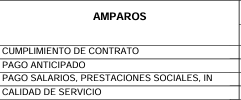 AMPAROS
CUMPLIMIENTO DE CONTRATO
PAGO ANTICIPADO
PAGO SALARIOS, PRESTACIONES SOCIALES, IN
CALIDAD DE SERVICIO